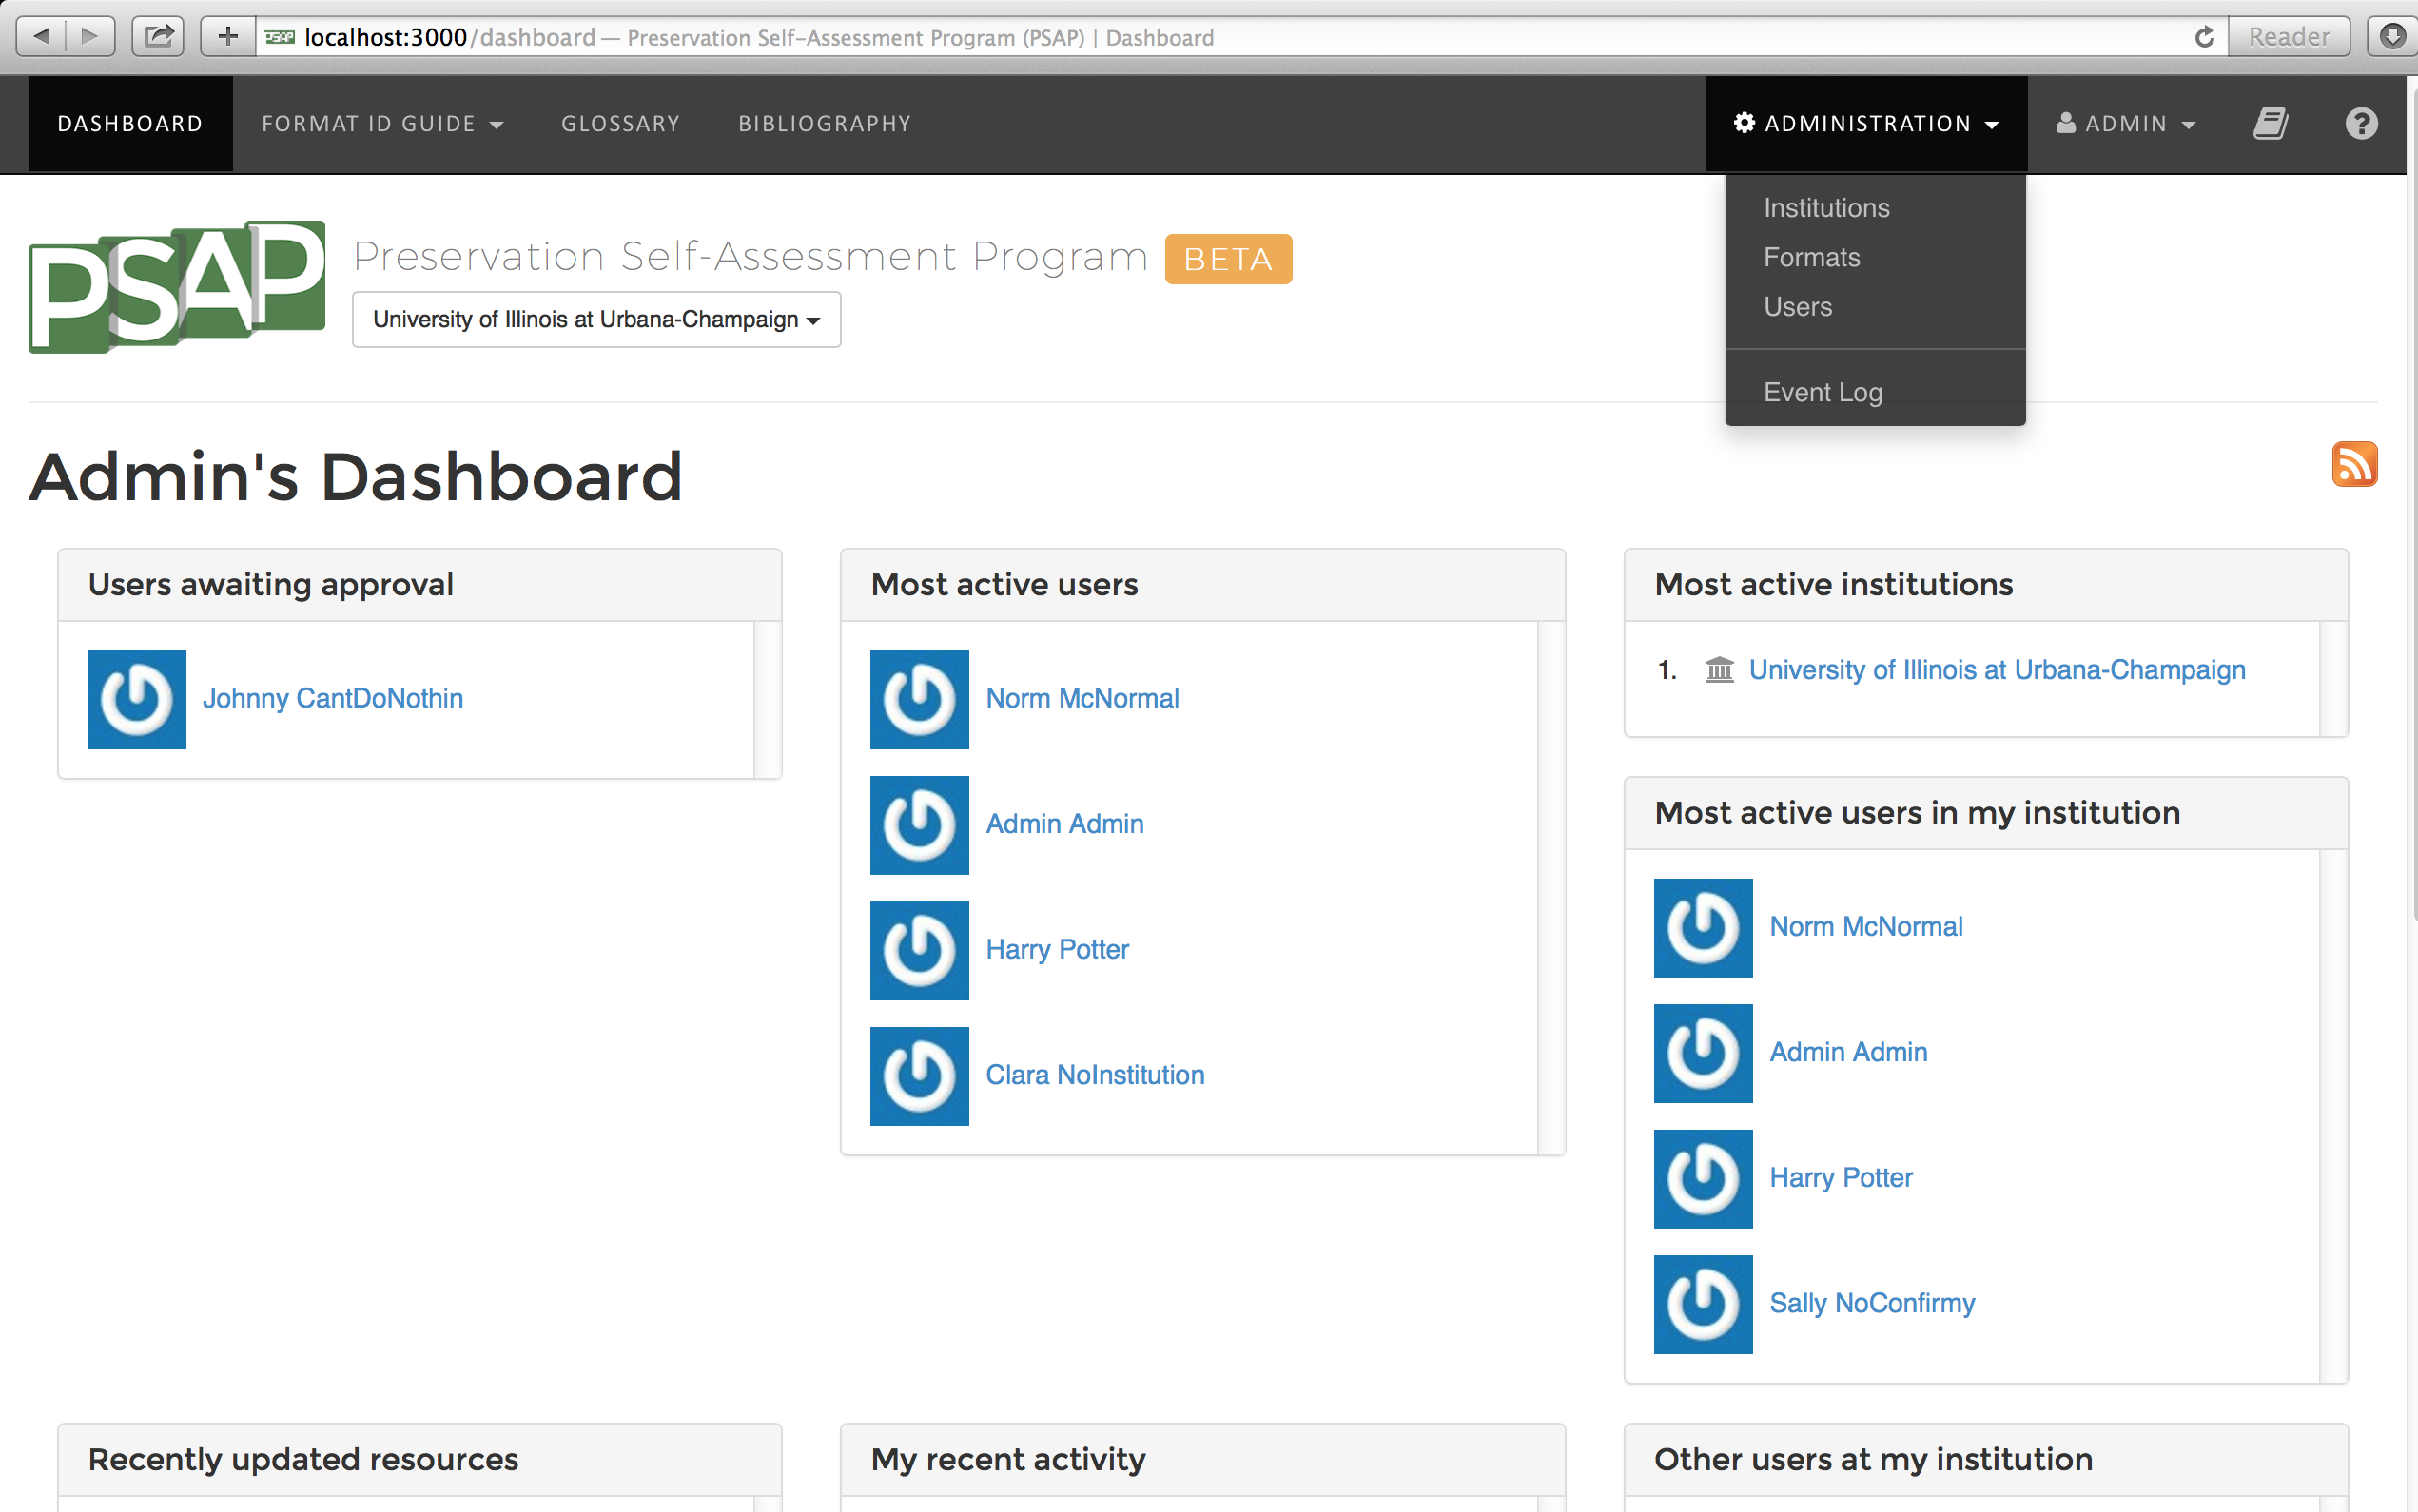 localhost:3000/dashboard — Preservation Self-Assessment Program (PSAP) | Dashboard
Reader
DASHBOARD
FORMAT ID GUIDE
GLOSSARY
BIBLIOGRAPHY
ADMINISTRATION
ADMIN
Institutions
Formats
Users
Event Log
PSAP
Preservation Self-Assessment Program BETA
University of Illinois at Urbana-Champaign
Admin's Dashboard
Users awaiting approval
Johnny CantDoNothin
Most active users
Norm McNormal
Admin Admin
Harry Potter
Clara NoInstitution
Most active institutions
1. University of Illinois at Urbana-Champaign
Most active users in my institution
Norm McNormal
Admin Admin
Harry Potter
Sally NoConfirmy
Recently updated resources
My recent activity
Other users at my institution